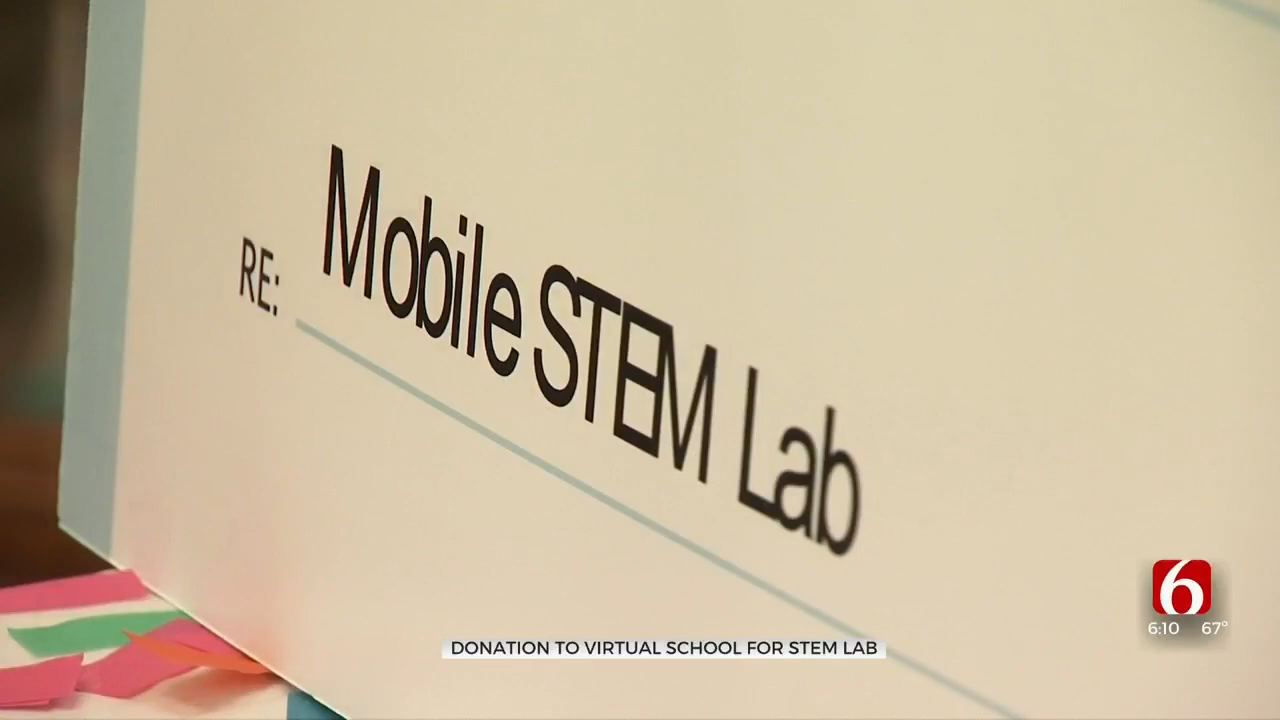 RE: Mobile STEM Lab
DONATION TO VIRTUAL SCHOOL FOR STEM LAB
6
6:10 67°